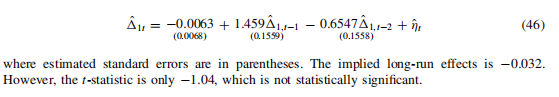 Δ̂₁ₜ = −0.0063 + 1.459Δ̂₁,ₜ₋₁ − 0.6547Δ̂₁,ₜ₋₂ + η̂ₜ (46)
(0.0068) (0.1559) (0.1558)
where estimated standard errors are in parentheses. The implied long-run effects is −0.032.
However, the t-statistic is only −1.04, which is not statistically significant.